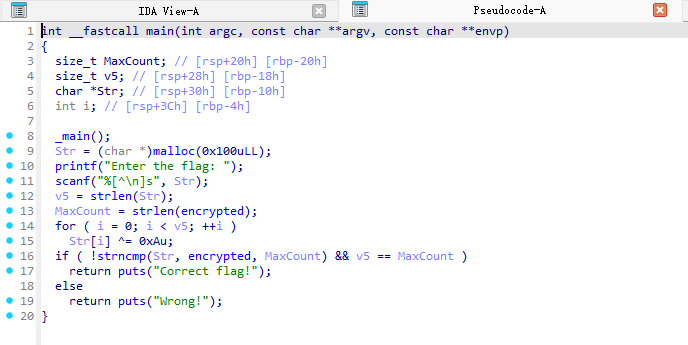 IDA View-A Pseudocode-A
1 int __fastcall main(int argc, const char **argv, const char **envp)
2 {
3 size_t MaxCount; // [rsp+20h] [rbp-20h]
4 size_t v5; // [rsp+28h] [rbp-18h]
5 char *Str; // [rsp+30h] [rbp-10h]
6 int i; // [rsp+3Ch] [rbp-4h]
7
8 _main();
9 Str = (char *)malloc(0x100uLL);
10 printf("Enter the flag: ");
11 scanf("%[^\n]s", Str);
12 v5 = strlen(Str);
13 MaxCount = strlen(encrypted);
14 for ( i = 0; i < v5; ++i )
15 Str[i] ^= 0xAu;
16 if ( !strncmp(Str, encrypted, MaxCount) && v5 == MaxCount )
17 return puts("Correct flag!");
18 else
19 return puts("Wrong!");
20 }